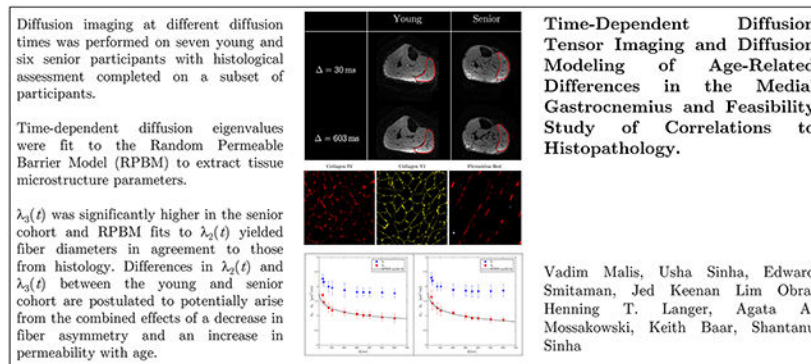 Diffusion imaging at different diffusion
times was performed on seven young and
six senior participants with histological
assessment completed on a subset of
participants.
Time-dependent diffusion eigenvalues
were fit to the Random Permeable
Barrier Model (RPBM) to extract tissue
microstructure parameters.
λ₃(t) was significantly higher in the senior
cohort and RPBM fits to λ₂(t) yielded
fiber diameters in agreement to those
from histology. Differences in λ₂(t) and
λ₃(t) between the young and senior
cohort are postulated to potentially arise
from the combined effects of a decrease in
fiber asymmetry and an increase in
permeability with age.
Young Senior
Δ = 30 ms
Δ = 603 ms
Collagen IV Collagen VI Picrosirius Red
Time-Dependent Diffusion
Tensor Imaging and Diffusion
Modeling of Age-Related
Differences in the Medial
Gastrocnemius and Feasibility
Study of Correlations to
Histopathology.
Vadim Malis, Usha Sinha, Edward
Smitaman, Jed Keenan Lim Obra,
Henning T. Langer, Agata A.
Mossakowski, Keith Baar, Shantanu
Sinha